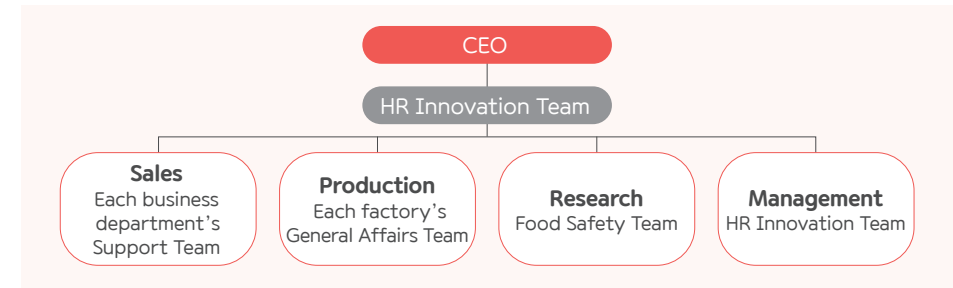 CEO
HR Innovation Team
Sales
Each business
department's
Support Team
Production
Each factory's
General Affairs Team
Research
Food Safety Team
Management
HR Innovation Team